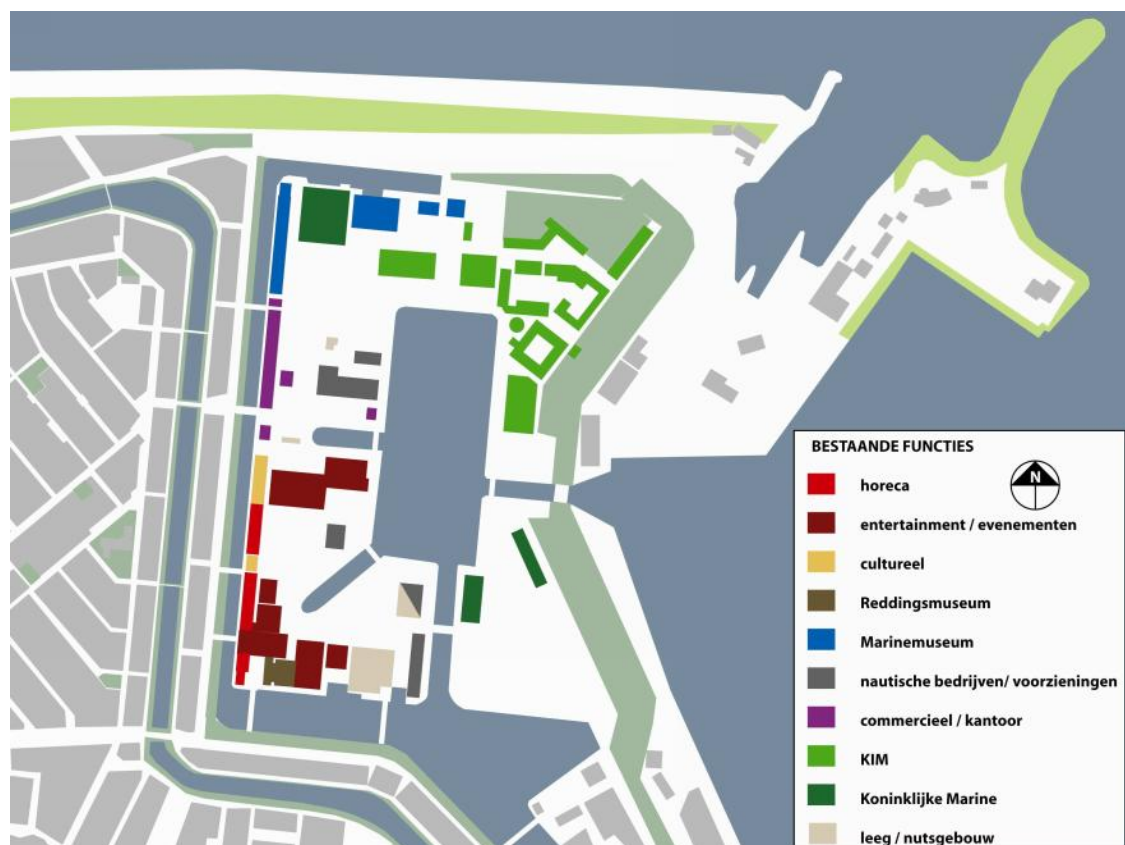 BESTAANDE FUNCTIES
N
horeca
entertainment / evenementen
cultureel
Reddingsmuseum
Marinemuseum
nautische bedrijven/ voorzieningen
commercieel / kantoor
KIM
Koninklijke Marine
leeg / nutsgebouw